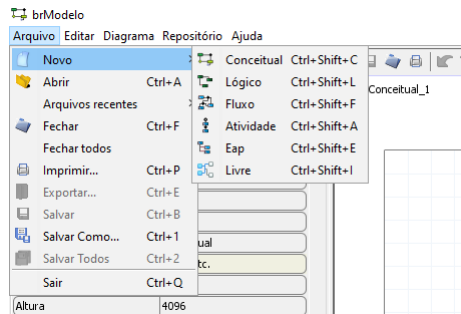 brModelo
Arquivo Editar Diagrama Repositório Ajuda
Novo
Conceitual Ctrl+Shift+C
Abrir Ctrl+A
Lógico Ctrl+Shift+L
Conceitual_1
Arquivos recentes
Fluxo Ctrl+Shift+F
Fechar Ctrl+F
Atividade Ctrl+Shift+A
Fechar todos
Eap Ctrl+Shift+E
Imprimir... Ctrl+P
Livre Ctrl+Shift+I
Exportar... Ctrl+E
Salvar Ctrl+B
Salvar Como... Ctrl+1
ual
Salvar Todos Ctrl+2
tc.
Sair Ctrl+Q
Altura 4096